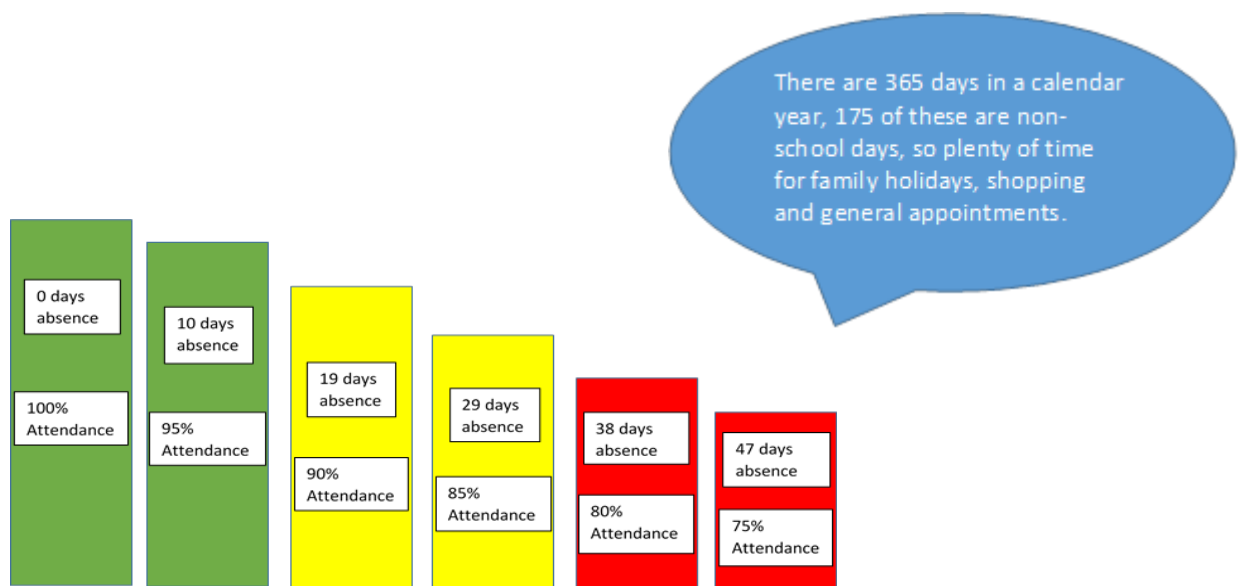 There are 365 days in a calendar
year, 175 of these are non-
school days, so plenty of time
for family holidays, shopping
and general appointments.
0 days
absence
100%
Attendance
10 days
absence
95%
Attendance
19 days
absence
90%
Attendance
29 days
absence
85%
Attendance
38 days
absence
80%
Attendance
47 days
absence
75%
Attendance